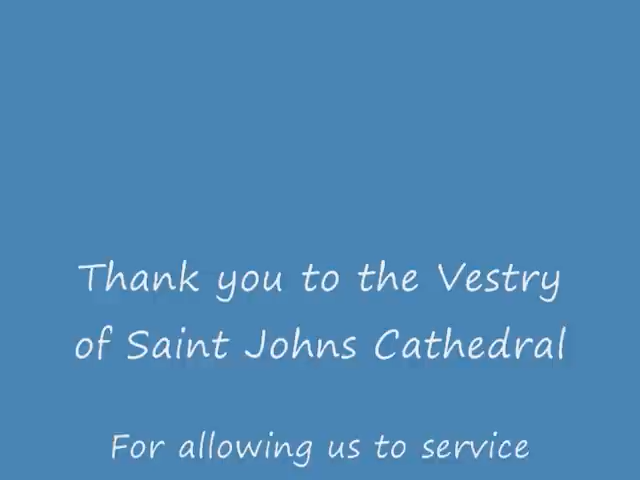 Thank you to the Vestry
of Saint Johns Cathedral
For allowing us to service